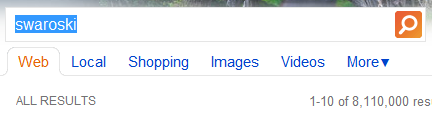 swaroski
Web Local Shopping Images Videos More▼
ALL RESULTS 1-10 of 8,110,000 res